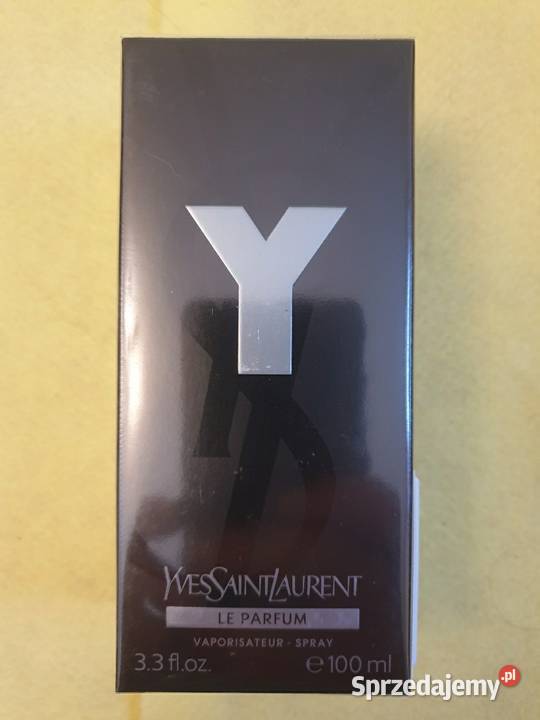 Y
YVESSAINTLAURENT
LE PARFUM
VAPORISATEUR - SPRAY
3.3 fl.oz. e 100 ml
Sprzedajemy.pl